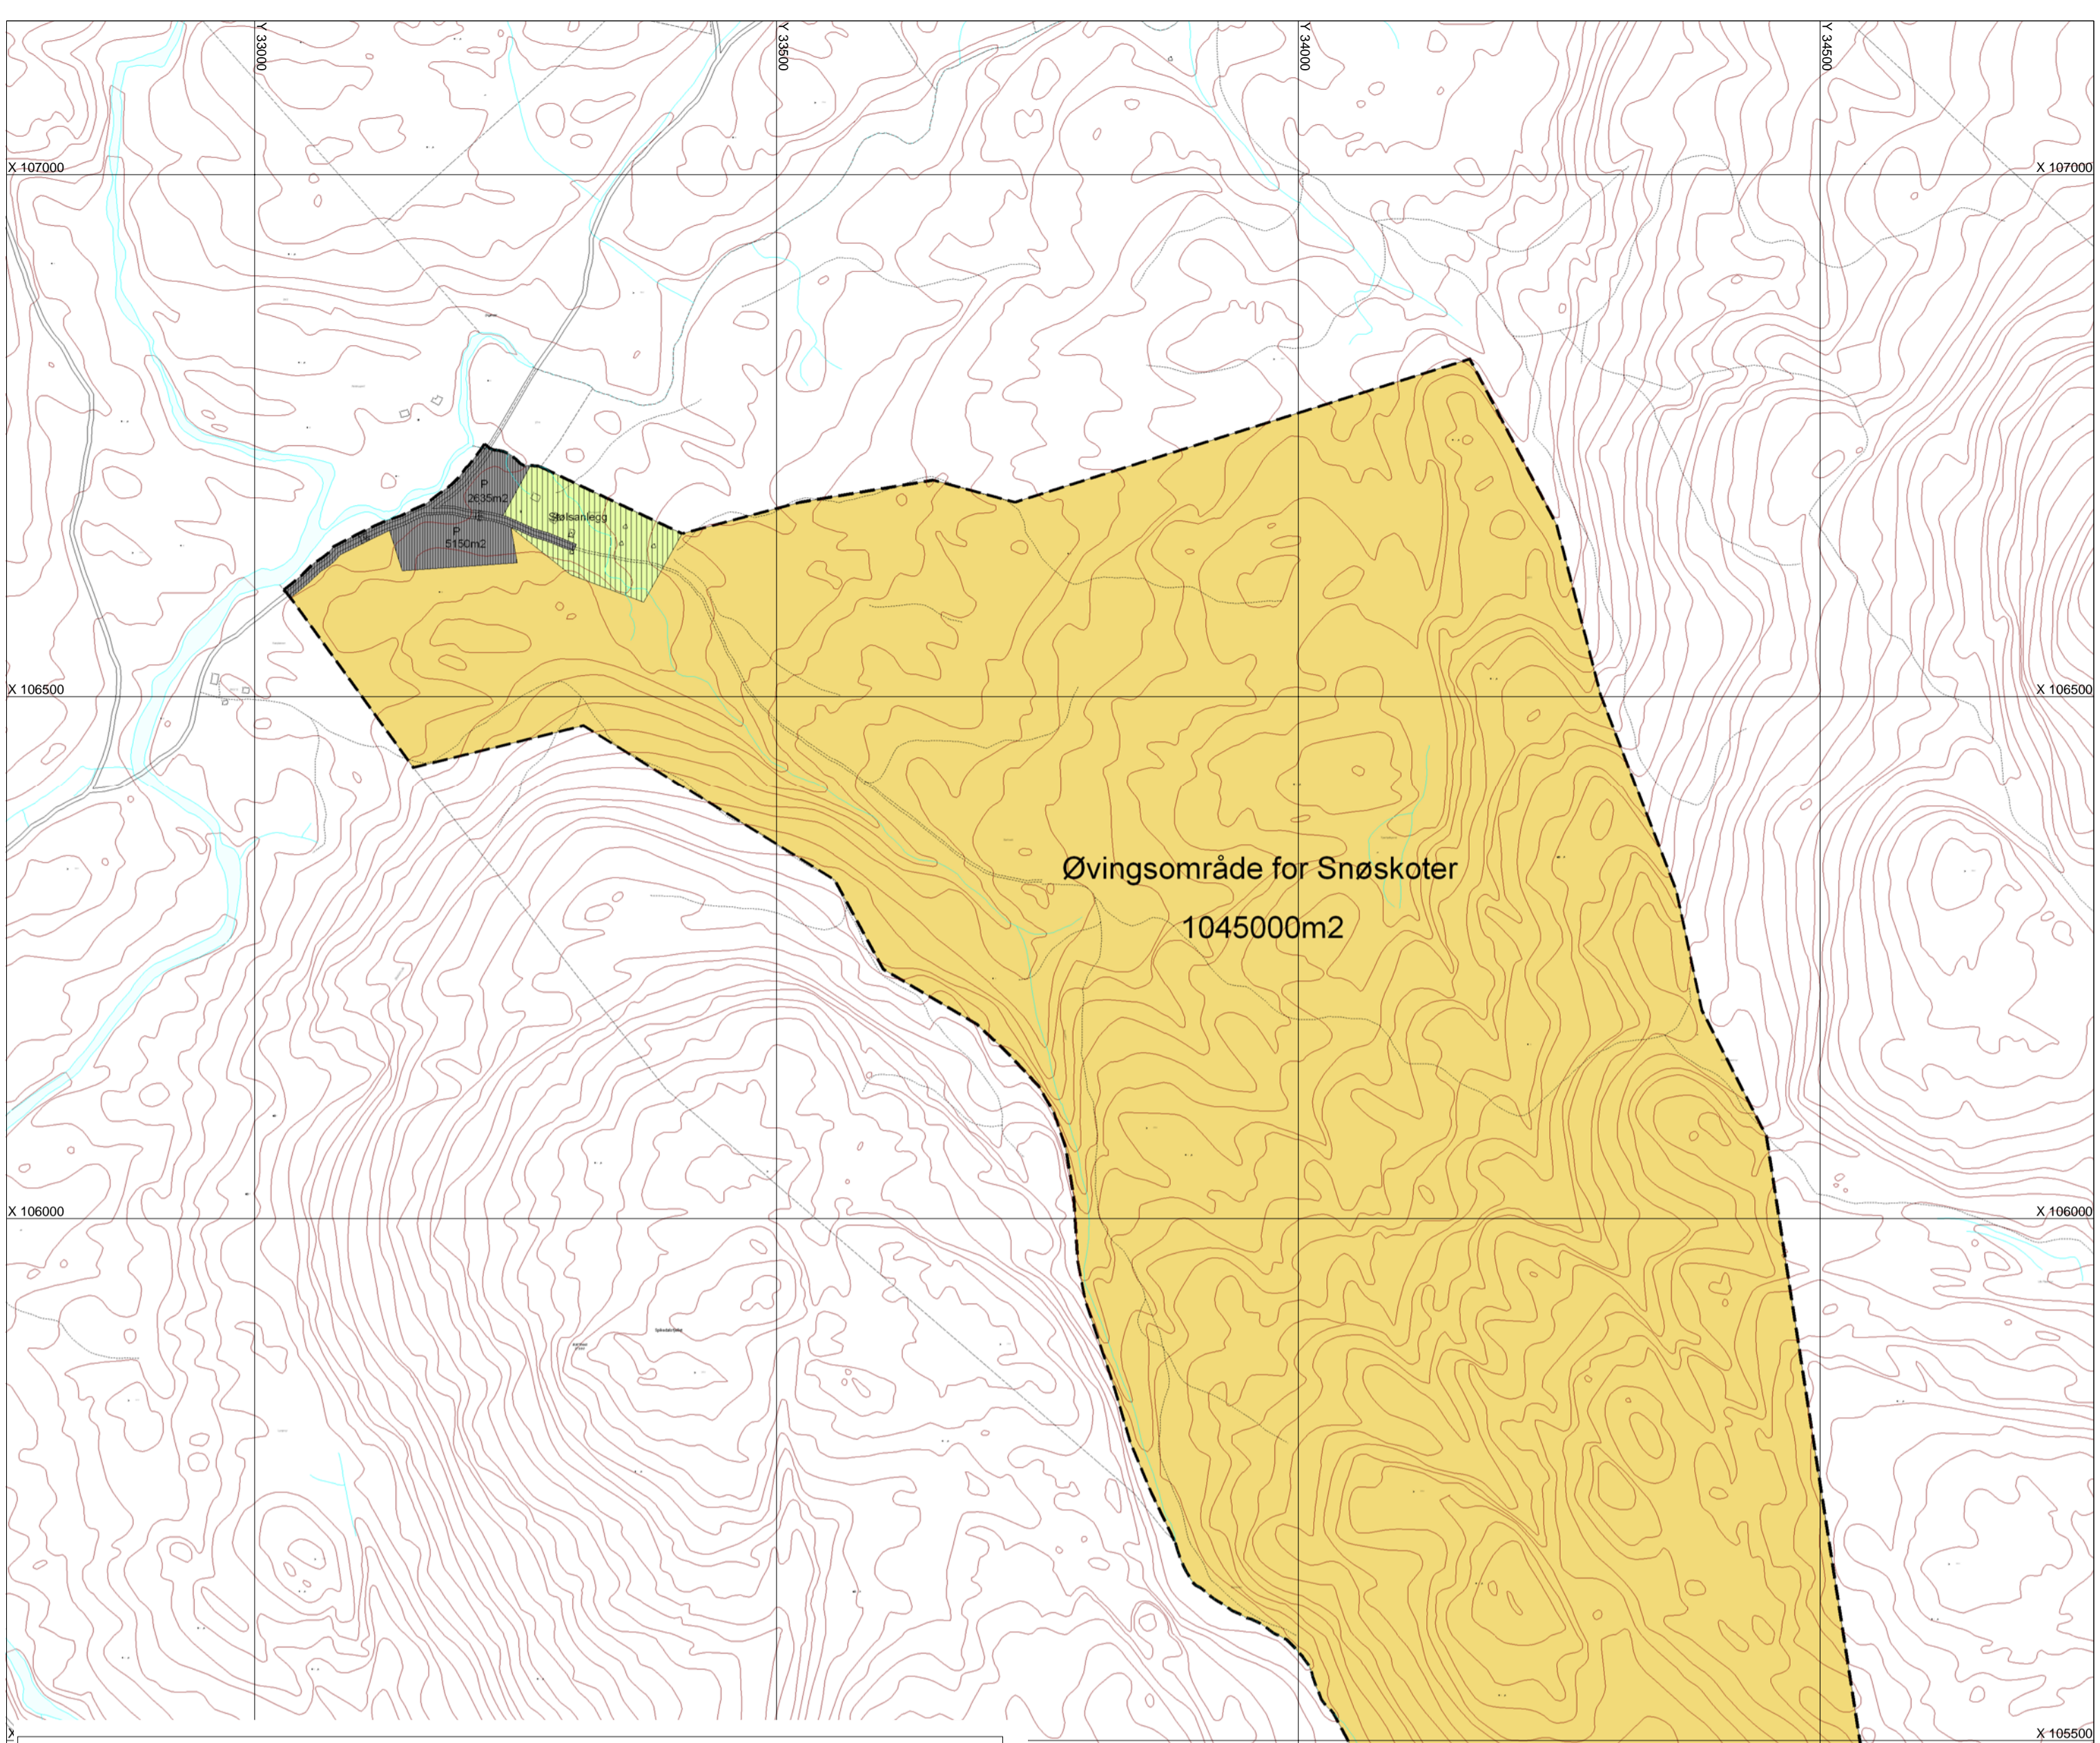 Y 33000
Y 33500
Y 34000
Y 34500
X 107000
X 107000
P
2635m2
Stølsanlegg
P
5150m2
X 106500
X 106500
Øvingsområde for Snøskoter
1045000m2
X 106000
X 106000
X 105500